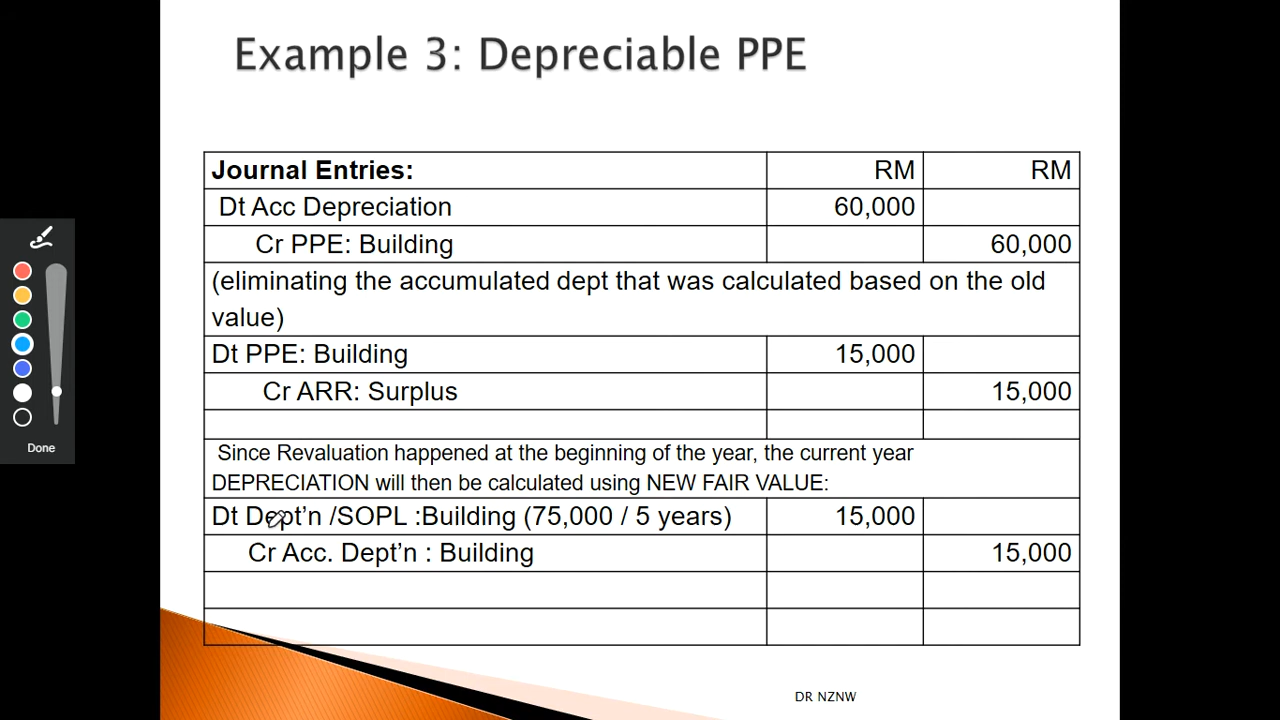 Example 3: Depreciable PPE
Journal Entries: RM RM
Dt Acc Depreciation 60,000
Cr PPE: Building 60,000
(eliminating the accumulated dept that was calculated based on the old
value)
Dt PPE: Building 15,000
Cr ARR: Surplus 15,000
Since Revaluation happened at the beginning of the year, the current year
DEPRECIATION will then be calculated using NEW FAIR VALUE:
Dt Dept’n /SOPL :Building (75,000 / 5 years) 15,000
Cr Acc. Dept’n : Building 15,000
Done
DR NZNW